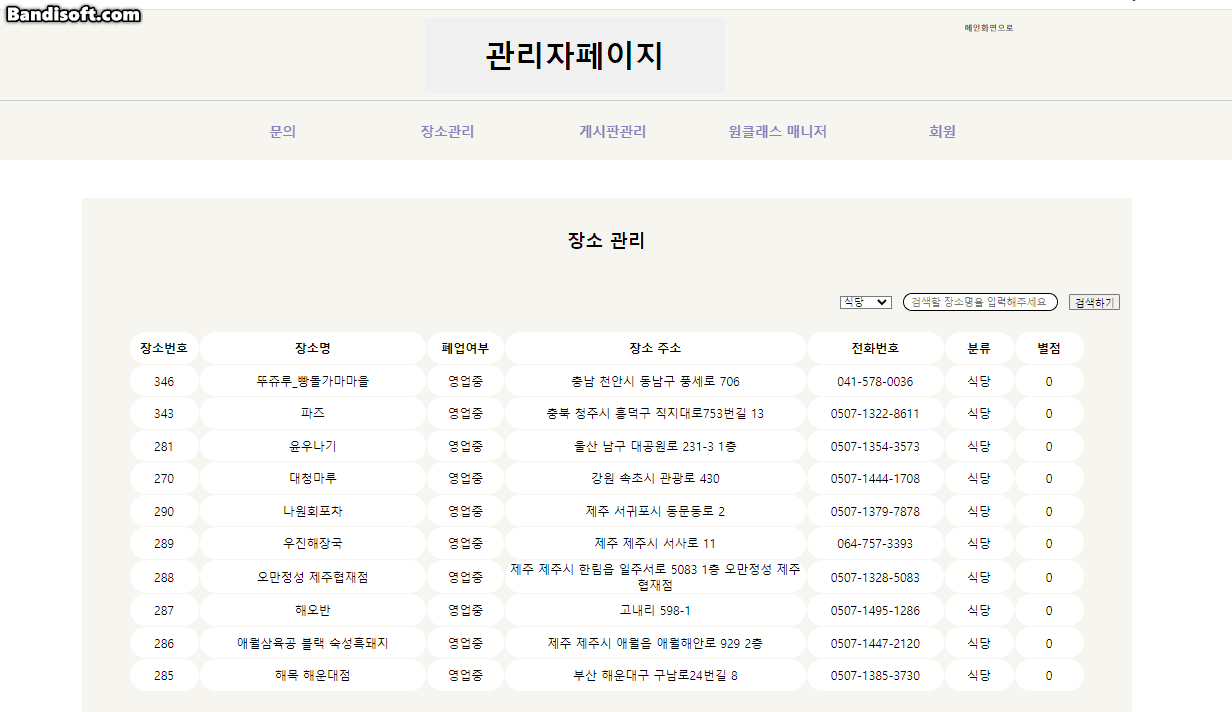 Bandisoft.com
메인화면으로
관리자페이지
문의 장소관리 게시판관리 원클래스 매니저 회원
장소 관리
식당 검색할 장소명을 입력해주세요 검색하기
장소번호 장소명 폐업여부 장소 주소 전화번호 분류 별점
346 뚜쥬루_빵돌가마마을 영업중 충남 천안시 동남구 풍세로 706 041-578-0036 식당 0
343 파즈 영업중 충북 청주시 흥덕구 직지대로753번길 13 0507-1322-8611 식당 0
281 윤우나기 영업중 울산 남구 대공원로 231-3 1층 0507-1354-3573 식당 0
270 대청마루 영업중 강원 속초시 관광로 430 0507-1444-1708 식당 0
290 나원회포차 영업중 제주 서귀포시 동문동로 2 0507-1379-7878 식당 0
289 우진해장국 영업중 제주 제주시 서사로 11 064-757-3393 식당 0
288 오만정성 제주협재점 영업중 제주 제주시 한림읍 일주서로 5083 1층 오만정성 제주
협재점 0507-1328-5083 식당 0
287 해오반 영업중 고내리 598-1 0507-1495-1286 식당 0
286 애월삼육공 블랙 숙성흑돼지 영업중 제주 제주시 애월읍 애월해안로 929 2층 0507-1447-2120 식당 0
285 해목 해운대점 영업중 부산 해운대구 구남로24번길 8 0507-1385-3730 식당 0